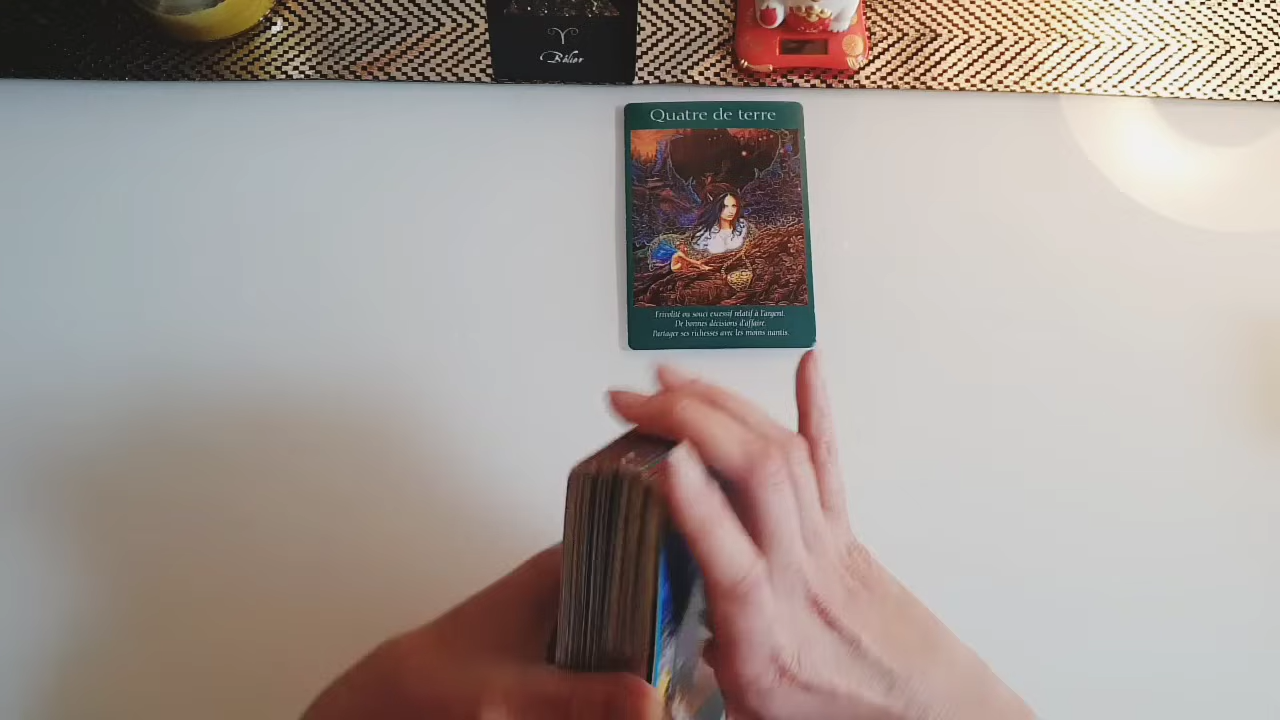 Bélier
Quatre de terre
Frivolité ou souci excessif relatif à l'argent.
De bonnes décisions d'affaire.
Partager ses richesses avec les moins nantis.